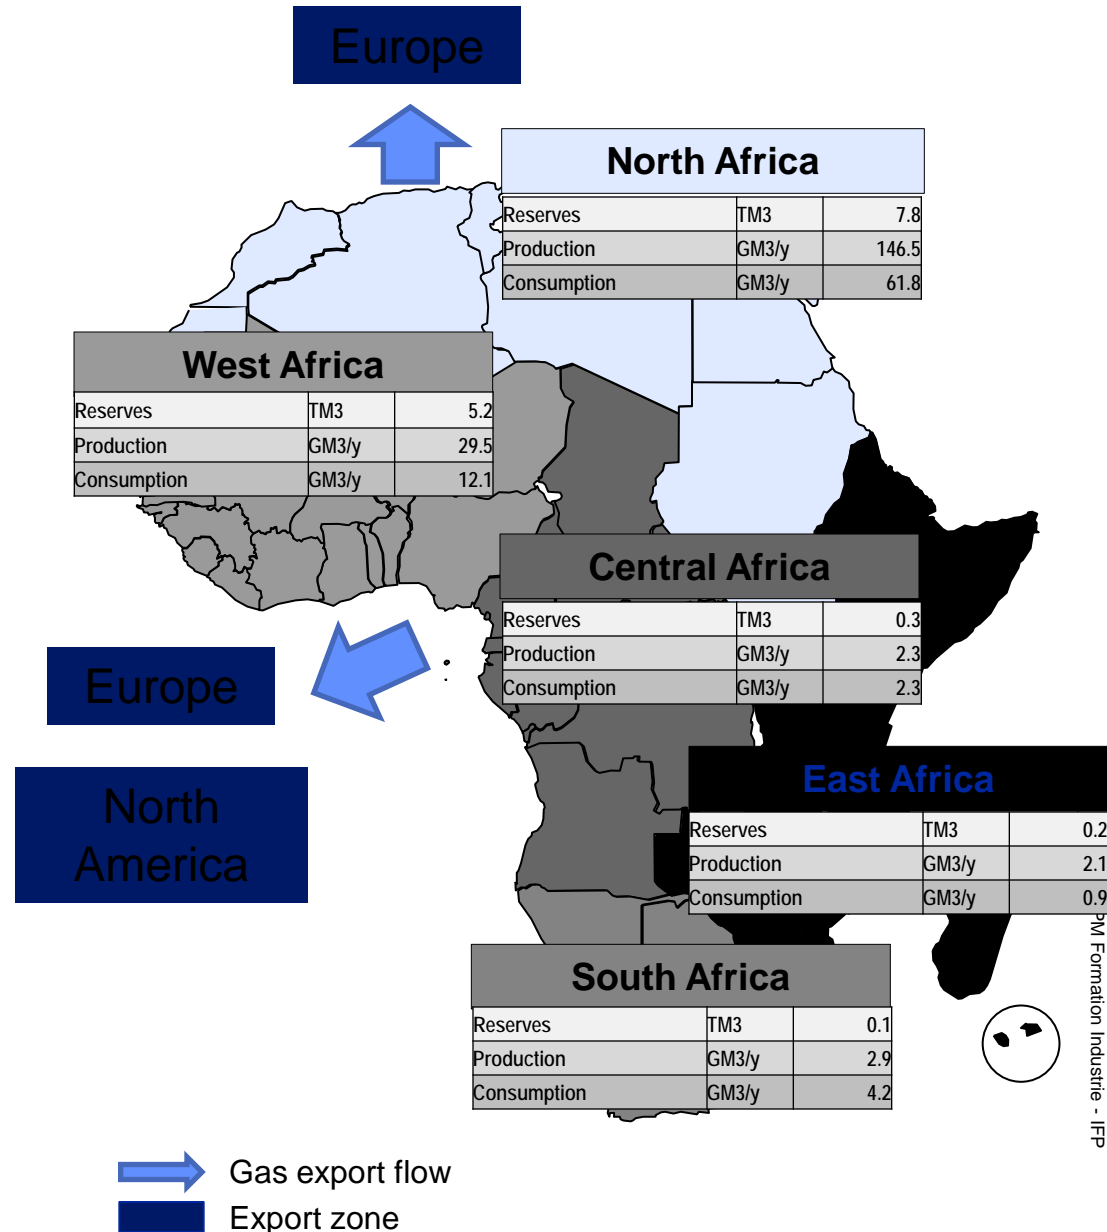 Europe
North Africa
Reserves TM3 7.8
Production GM3/y 146.5
Consumption GM3/y 61.8
West Africa
Reserves TM3 5.2
Production GM3/y 29.5
Consumption GM3/y 12.1
Central Africa
Reserves TM3 0.3
Production GM3/y 2.3
Consumption GM3/y 2.3
Europe
North
America
East Africa
Reserves TM3 0.2
Production GM3/y 2.1
Consumption GM3/y 0.9
South Africa
Reserves TM3 0.1
Production GM3/y 2.9
Consumption GM3/y 4.2
Formation Industrie - IFP
Gas export flow
Export zone